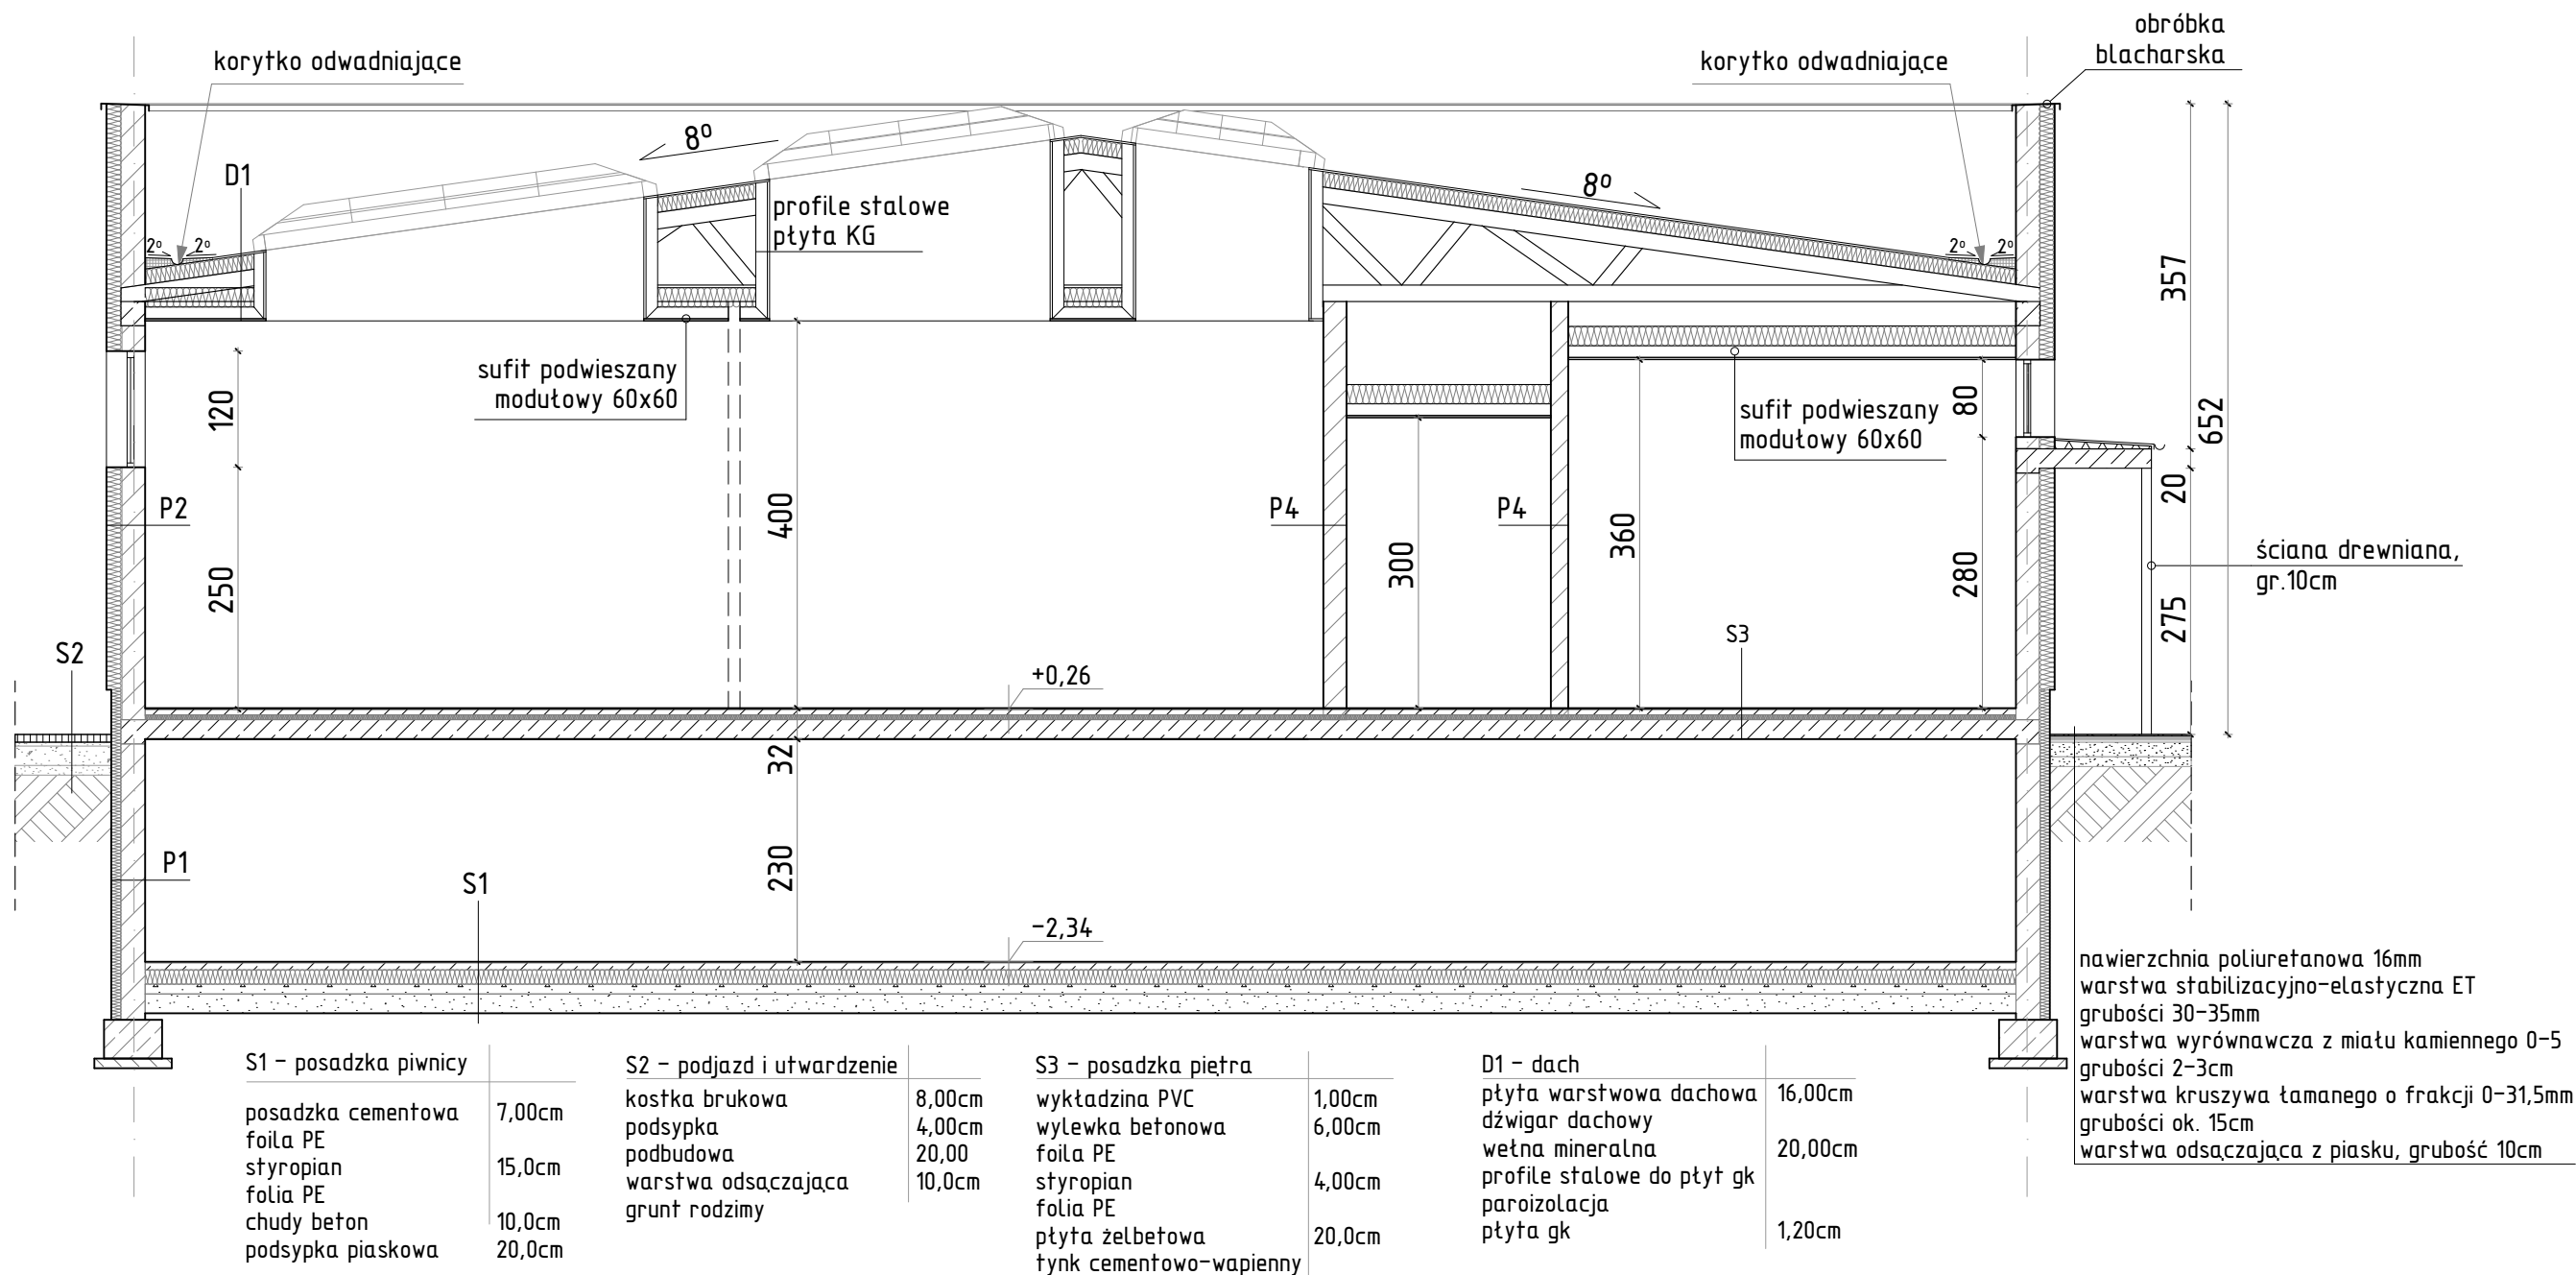 obróbka
blacharska
korytko odwadniające
korytko odwadniające
8º
D1
profile stalowe
płyta KG
8º
2º
2º
2º
2º
357
652
sufit podwieszany
modułowy 60x60
sufit podwieszany
modułowy 60x60
120
80
P2
400
P4
P4
20
300
360
ściana drewniana,
gr.10cm
250
280
275
S2
S3
+0,26
32
P1
S1
230
-2,34
nawierzchnia poliuretanowa 16mm
warstwa stabilizacyjno-elastyczna ET
grubości 30-35mm
warstwa wyrównawcza z miału kamiennego 0-5
grubości 2-3cm
warstwa kruszywa łamanego o frakcji 0-31,5mm
grubości ok. 15cm
warstwa odsączająca z piasku, grubość 10cm
S1 - posadzka piwnicy
posadzka cementowa 7,00cm
foila PE
styropian 15,0cm
folia PE
chudy beton 10,0cm
podsypka piaskowa 20,0cm
S2 - podjazd i utwardzenie
kostka brukowa 8,00cm
podsypka 4,00cm
podbudowa 20,00
warstwa odsączająca 10,0cm
grunt rodzimy
S3 - posadzka piętra
wykładzina PVC 1,00cm
wylewka betonowa 6,00cm
foila PE
styropian 4,00cm
folia PE
płyta żelbetowa 20,0cm
tynk cementowo-wapienny
D1 - dach
płyta warstwowa dachowa 16,00cm
dźwigar dachowy
wełna mineralna 20,00cm
profile stalowe do płyt gk
paroizolacja
płyta gk 1,20cm